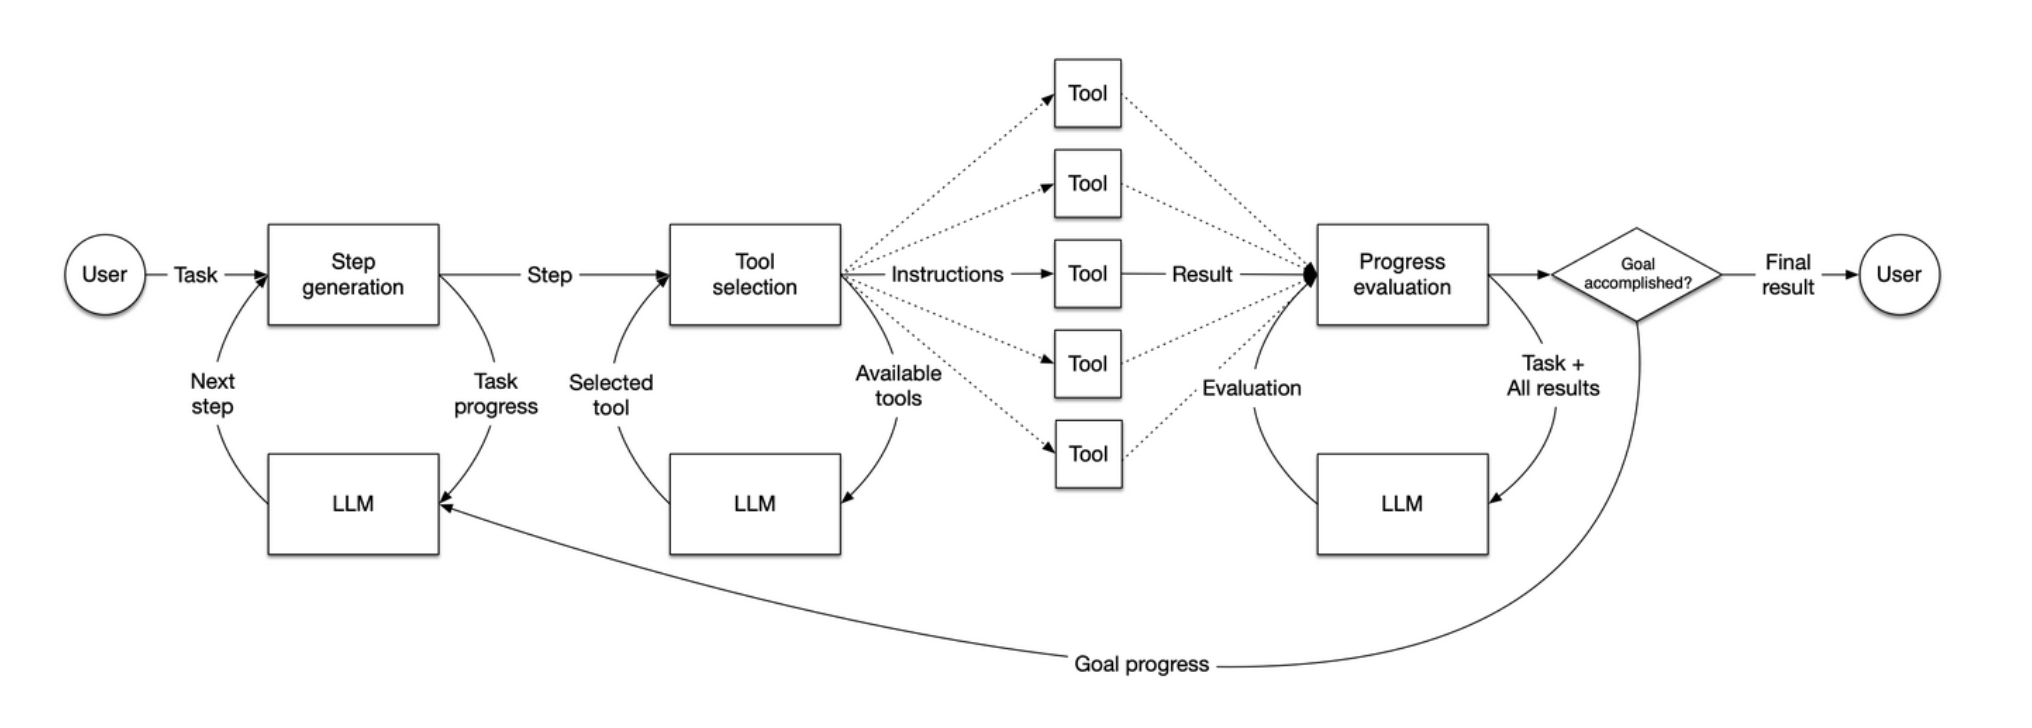 Tool
Tool
User
Task
Step
generation
Step
Tool
selection
Instructions
Tool
Result
Progress
evaluation
Goal
accomplished?
Final
result
User
Next
step
Task
progress
Selected
tool
Available
tools
Tool
Evaluation
Task +
All results
Tool
LLM
LLM
LLM
Goal progress